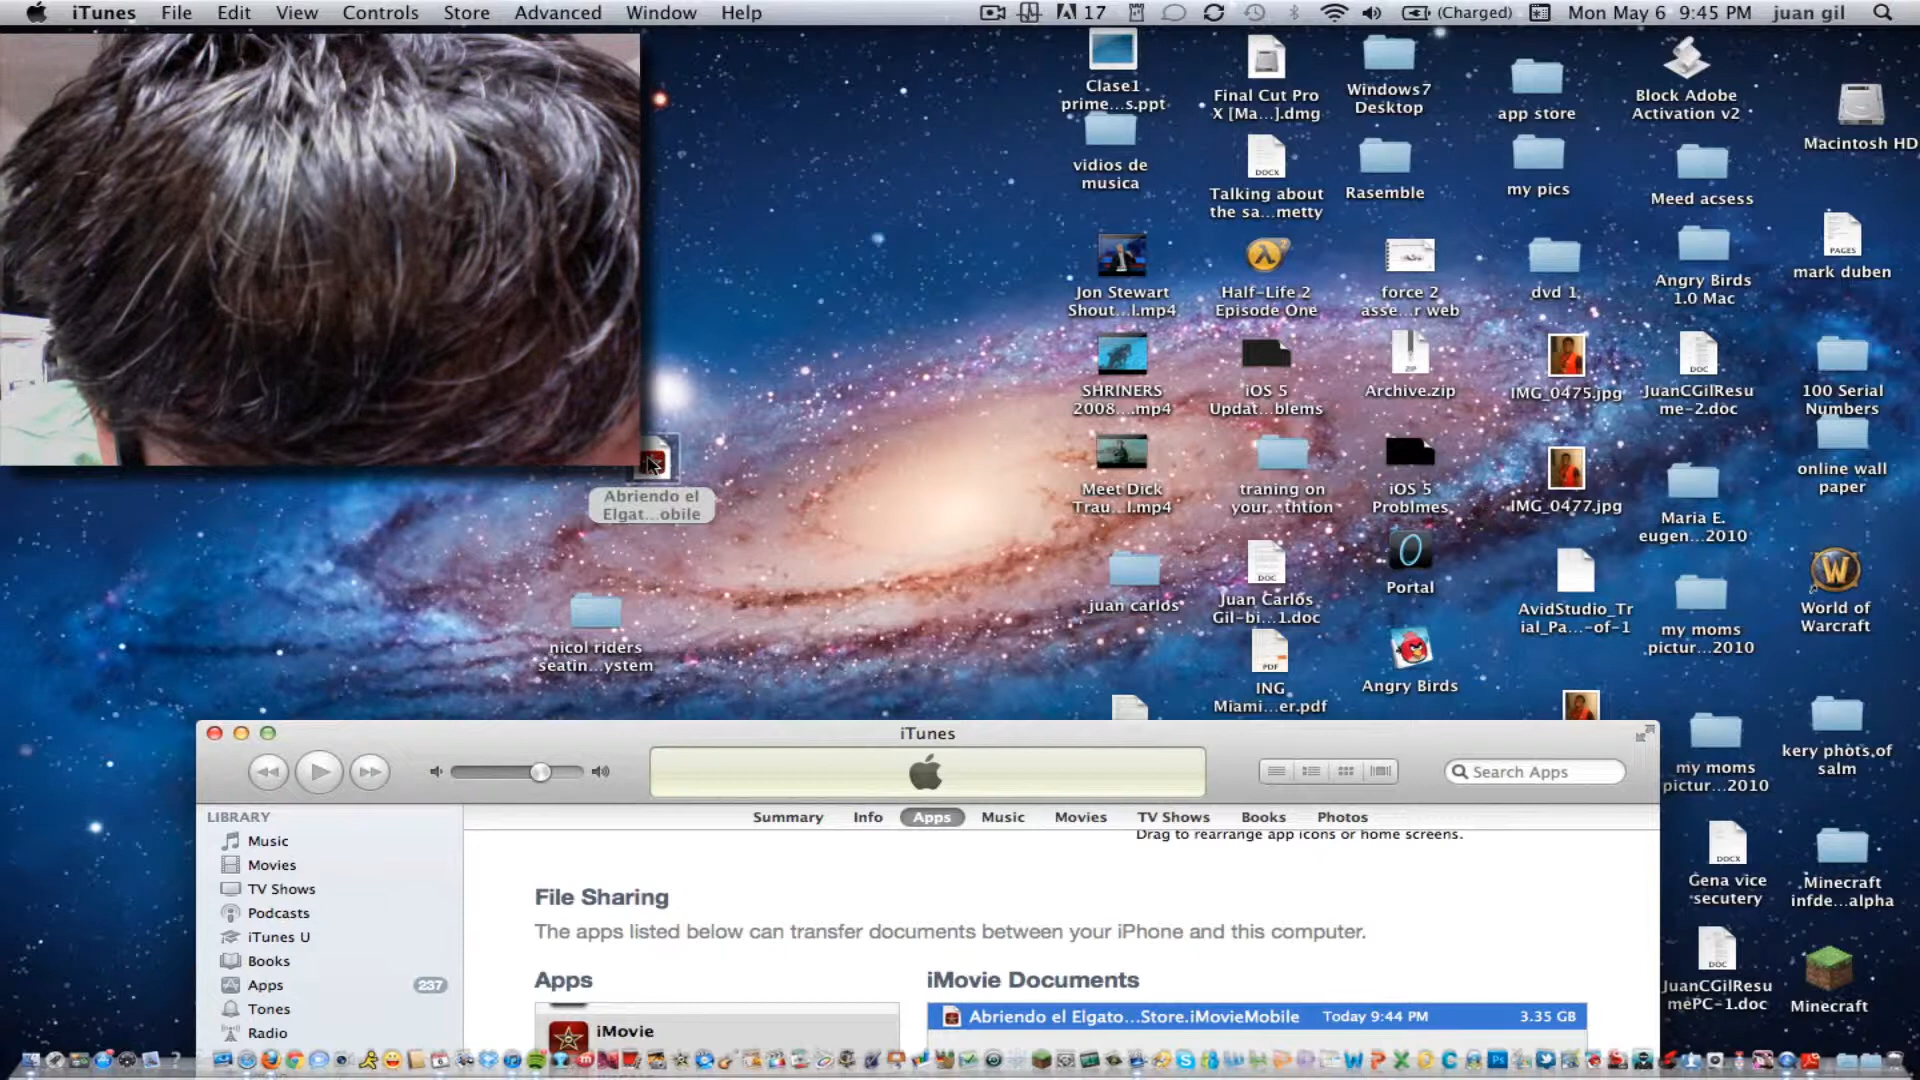 iTunes File Edit View Controls Store Advanced Window Help 17 (Charged) Mon May 6 9:45 PM juan gil
Clase1
prime...s.ppt
Final Cut Pro
X [Ma...].dmg
Windows7
Desktop
app store
Block Adobe
Activation v2
Macintosh HD
vidios de
musica
DOCX
Talking about
the sa...metty
Rasemble
my pics
Meed acsess
PAGES
mark duben
Jon Stewart
Shout...l.mp4
Half-Life 2
Episode One
force 2
asse...r web
dvd 1
Angry Birds
1.0 Mac
SHRINERS
2008....mp4
iOS 5
Updat...blems
ZIP
Archive.zip
IMG_0475.jpg
DOC
JuanCGilResu
me-2.doc
100 Serial
Numbers
Abriendo el
Elgat...obile
Meet Dick
Trau...l.mp4
traning on
your...thtion
iOS 5
Problmes
IMG_0477.jpg
Maria E.
eugen...2010
online wall
paper
juan carlos
DOC
Juan Carlos
Gil-bi...1.doc
Portal
AvidStudio_Tr
ial_Pa...-of-1
my moms
pictur...2010
World of
Warcraft
nicol riders
seatin...ystem
PDF
ING
Miami...er.pdf
Angry Birds
my moms
pictur...2010
kery phots of
salm
DOCX
Gena vice
secutery
Minecraft
infde...alpha
DOC
JuanCGilResu
mePC-1.doc
Minecraft
iTunes
Search Apps
LIBRARY
Music
Movies
TV Shows
Podcasts
iTunes U
Books
Apps 237
Tones
Radio
Summary Info Apps Music Movies TV Shows Books Photos
Drag to rearrange app icons or home screens.
File Sharing
The apps listed below can transfer documents between your iPhone and this computer.
Apps
iMovie
iMovie Documents
Abriendo el Elgato...Store.iMovieMobile Today 9:44 PM 3.35 GB